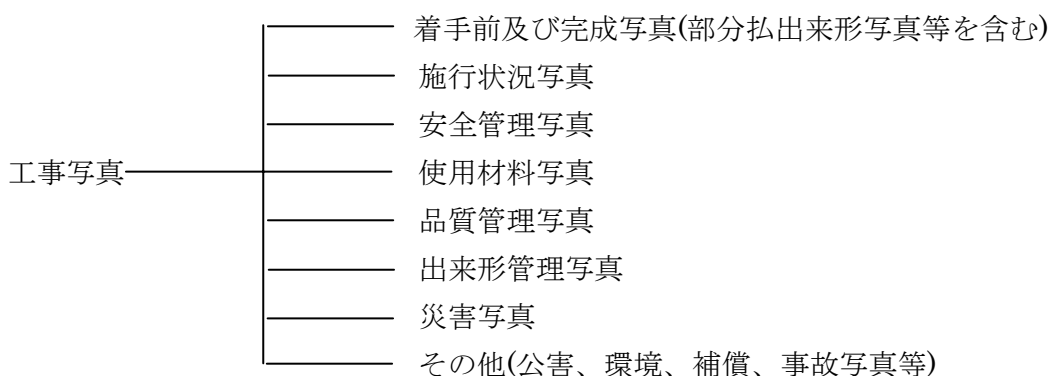 着手前及び完成写真(部分払出来形写真等を含む)
施行状況写真
安全管理写真
工事写真
使用材料写真
品質管理写真
出来形管理写真
災害写真
その他(公害、環境、補償、事故写真等)